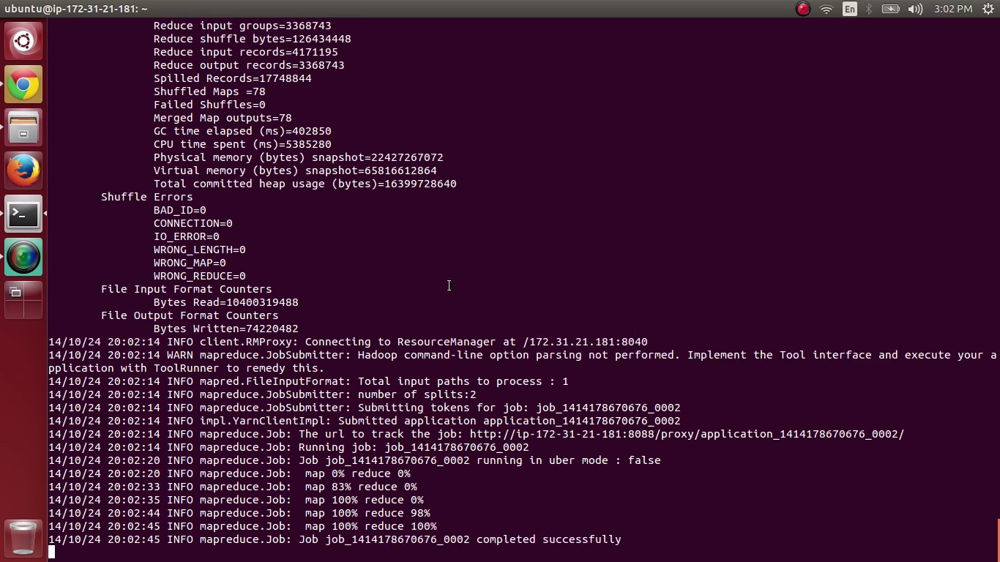 ubuntu@ip-172-31-21-181: ~
En
3:02 PM
Reduce input groups=3368743
Reduce shuffle bytes=126434448
Reduce input records=4171195
Reduce output records=3368743
Spilled Records=17748844
Shuffled Maps =78
Failed Shuffles=0
Merged Map outputs=78
GC time elapsed (ms)=402850
CPU time spent (ms)=5385280
Physical memory (bytes) snapshot=22427267072
Virtual memory (bytes) snapshot=65816612864
Total committed heap usage (bytes)=16399728640
Shuffle Errors
BAD_ID=0
CONNECTION=0
IO_ERROR=0
WRONG_LENGTH=0
WRONG_MAP=0
WRONG_REDUCE=0
File Input Format Counters
Bytes Read=10400319488
File Output Format Counters
Bytes Written=74220482
14/10/24 20:02:14 INFO client.RMProxy: Connecting to ResourceManager at /172.31.21.181:8040
14/10/24 20:02:14 WARN mapreduce.JobSubmitter: Hadoop command-line option parsing not performed. Implement the Tool interface and execute your a
pplication with ToolRunner to remedy this.
14/10/24 20:02:14 INFO mapred.FileInputFormat: Total input paths to process : 1
14/10/24 20:02:14 INFO mapreduce.JobSubmitter: number of splits:2
14/10/24 20:02:14 INFO mapreduce.JobSubmitter: Submitting tokens for job: job_1414178670676_0002
14/10/24 20:02:14 INFO impl.YarnClientImpl: Submitted application application_1414178670676_0002
14/10/24 20:02:14 INFO mapreduce.Job: The url to track the job: http://ip-172-31-21-181:8088/proxy/application_1414178670676_0002/
14/10/24 20:02:14 INFO mapreduce.Job: Running job: job_1414178670676_0002
14/10/24 20:02:20 INFO mapreduce.Job: Job job_1414178670676_0002 running in uber mode : false
14/10/24 20:02:20 INFO mapreduce.Job:  map 0% reduce 0%
14/10/24 20:02:33 INFO mapreduce.Job:  map 83% reduce 0%
14/10/24 20:02:35 INFO mapreduce.Job:  map 100% reduce 0%
14/10/24 20:02:44 INFO mapreduce.Job:  map 100% reduce 98%
14/10/24 20:02:45 INFO mapreduce.Job:  map 100% reduce 100%
14/10/24 20:02:45 INFO mapreduce.Job: Job job_1414178670676_0002 completed successfully